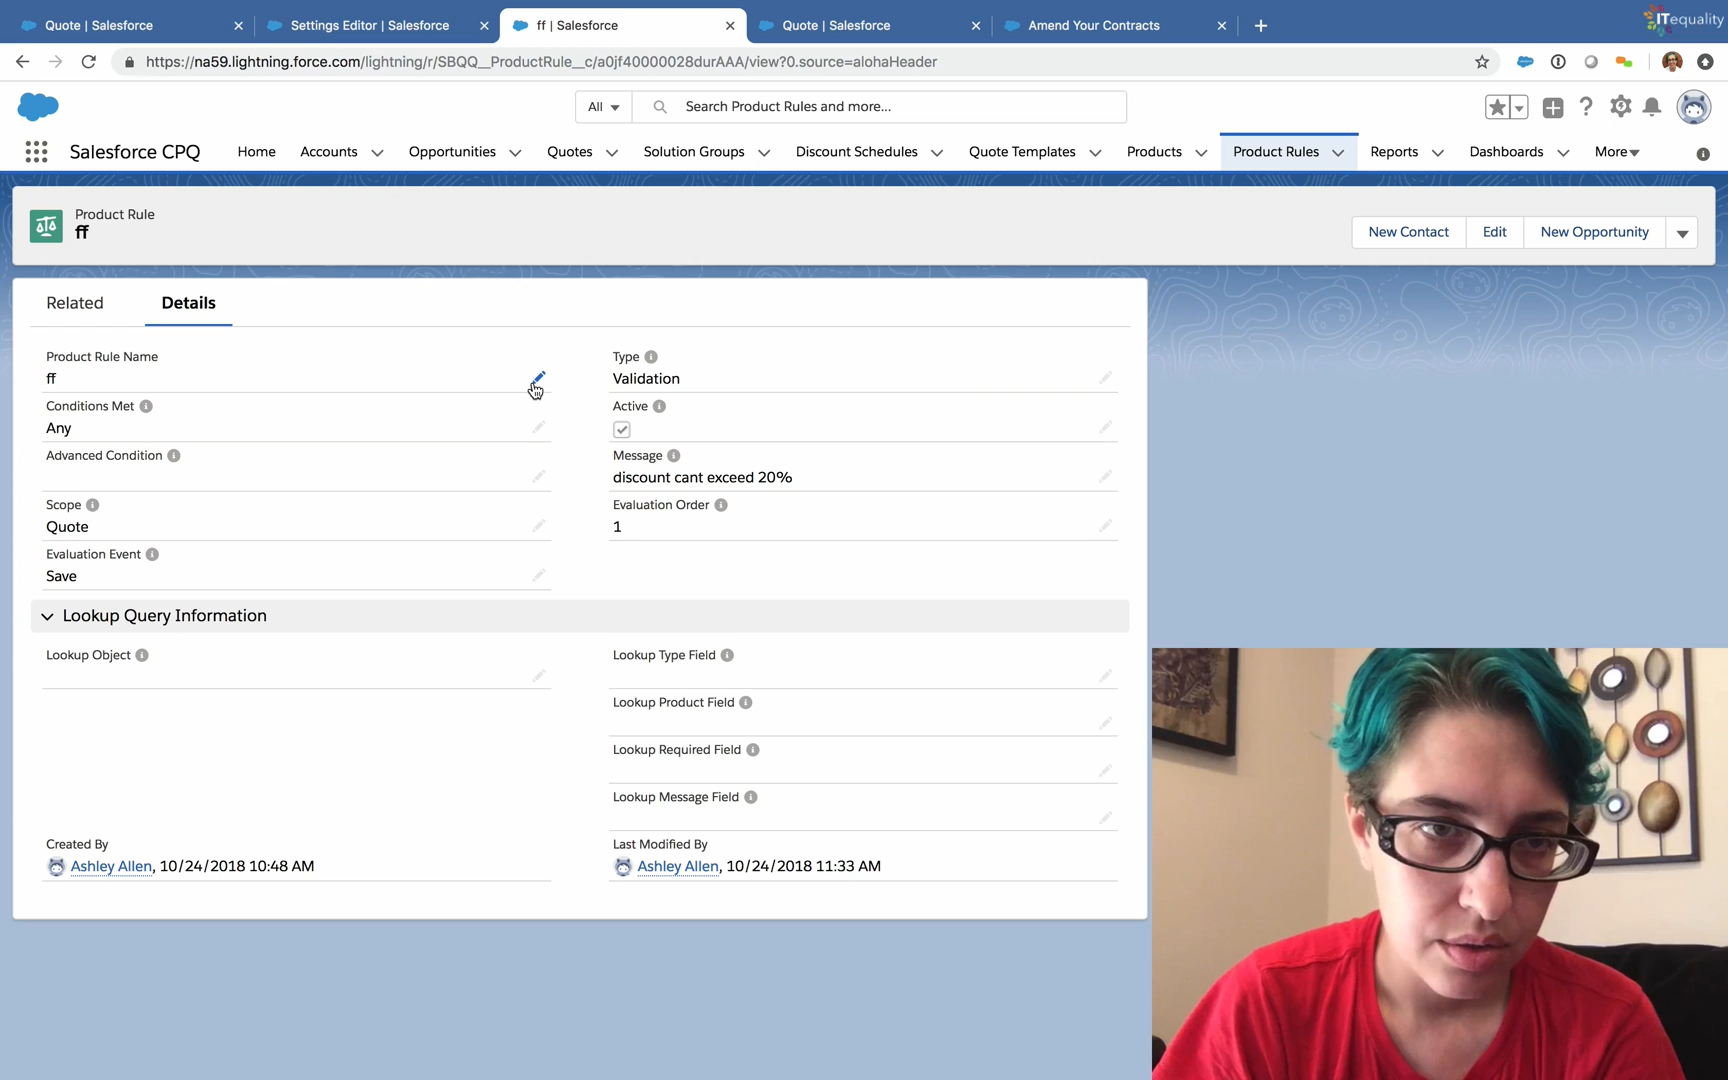 Quote | Salesforce
Settings Editor | Salesforce
ff | Salesforce
Quote | Salesforce
Amend Your Contracts
ITequality
https://na59.lightning.force.com/lightning/r/SBQQ__ProductRule__c/a0jf40000028durAAA/view?0.source=alohaHeader
All
Search Product Rules and more...
Salesforce CPQ
Home
Accounts
Opportunities
Quotes
Solution Groups
Discount Schedules
Quote Templates
Products
Product Rules
Reports
Dashboards
More
Product Rule
ff
New Contact
Edit
New Opportunity
Related
Details
Product Rule Name
ff
Type
Validation
Conditions Met
Any
Active
Advanced Condition
Message
discount cant exceed 20%
Scope
Quote
Evaluation Order
1
Evaluation Event
Save
Lookup Query Information
Lookup Object
Lookup Type Field
Lookup Product Field
Lookup Required Field
Lookup Message Field
Created By
Ashley Allen, 10/24/2018 10:48 AM
Last Modified By
Ashley Allen, 10/24/2018 11:33 AM